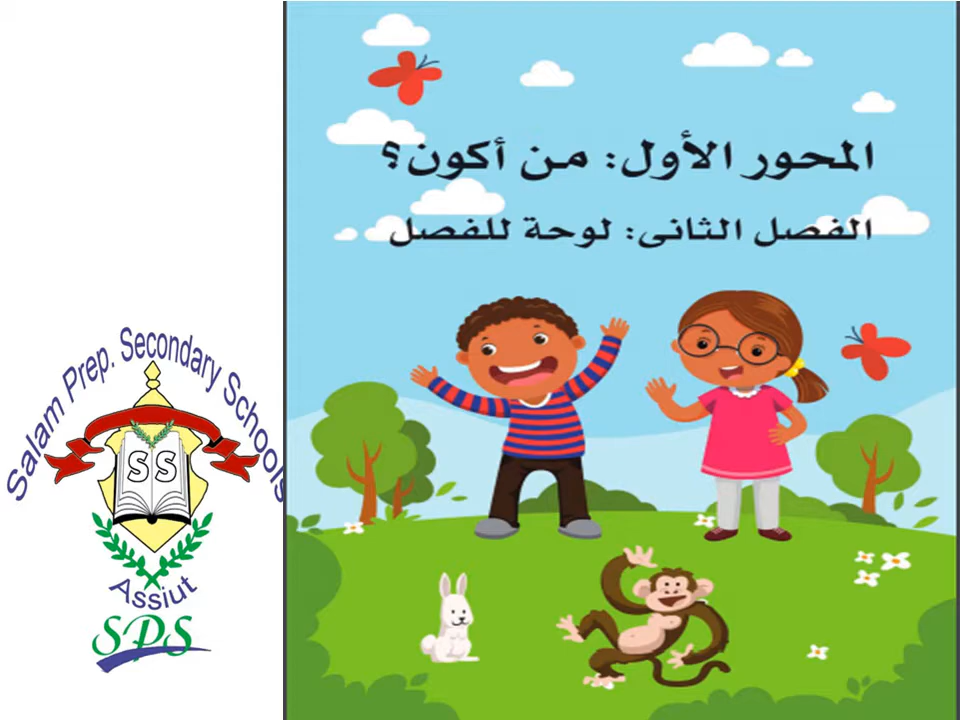 المحور الأول: من أكون؟
الفصل الثانى: لوحة للفصل
Salam Prep. Secondary Schools
SS
Assiut
SPS